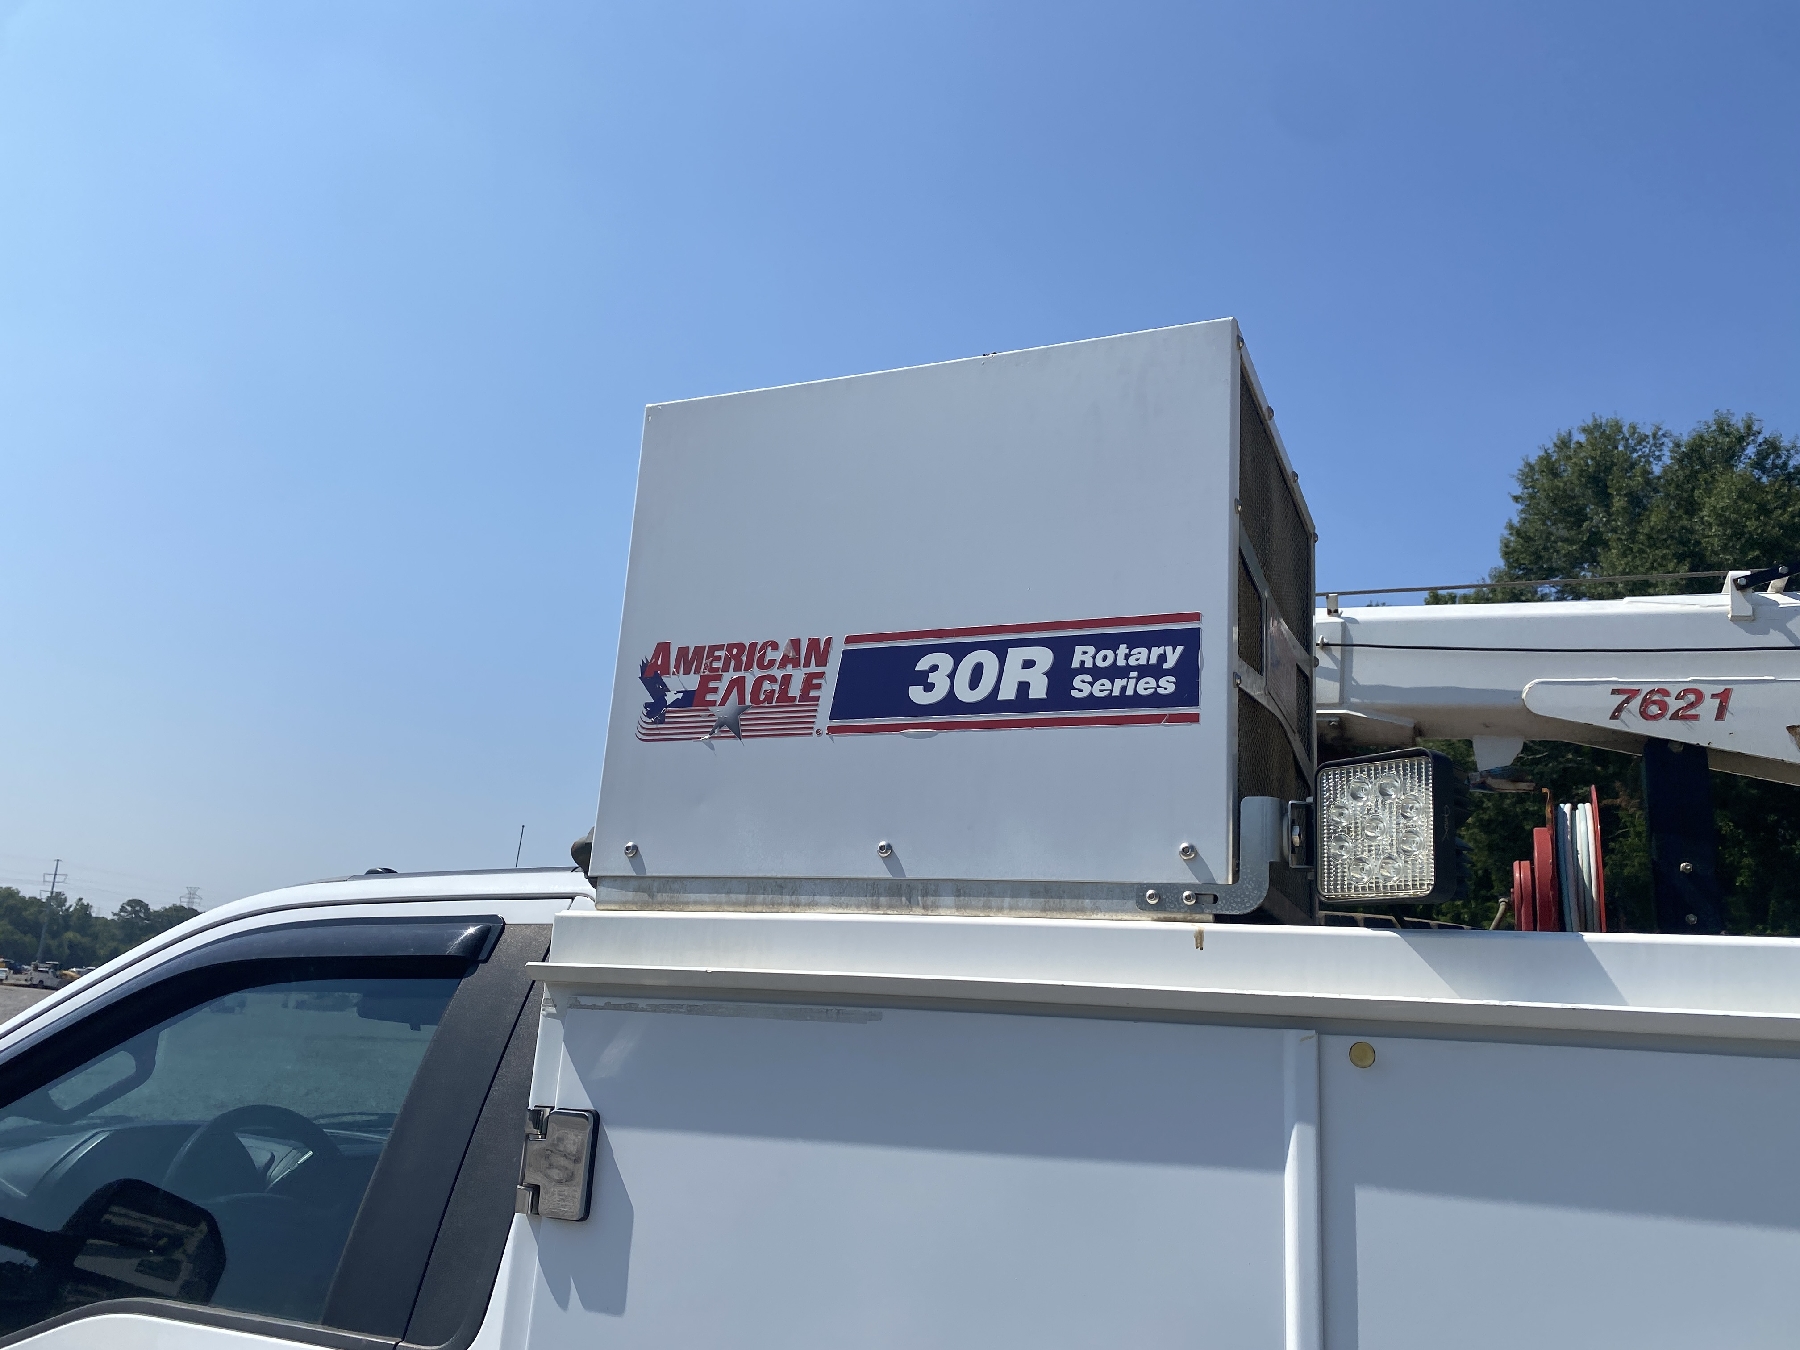 AMERICAN
EAGLE
30R
Rotary
Series
7621